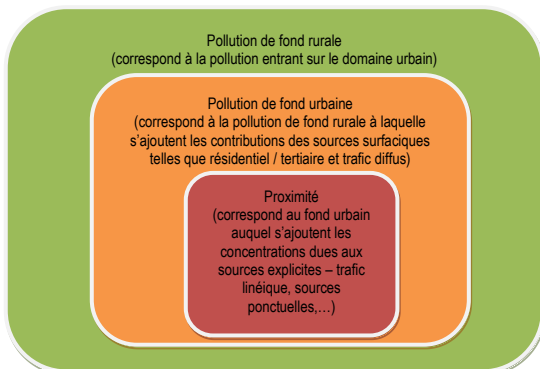 Pollution de fond rurale
(correspond à la pollution entrant sur le domaine urbain)
Pollution de fond urbaine
(correspond à la pollution de fond rurale à laquelle
s'ajoutent les contributions des sources surfaciques
telles que résidentiel / tertiaire et trafic diffus)
Proximité
(correspond au fond urbain
auquel s'ajoutent les
concentrations dues aux
sources explicites – trafic
linéique, sources
ponctuelles,…)